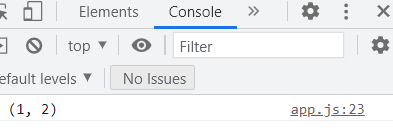 Elements Console »
top ▼ Filter
efault levels ▼ No Issues
(1, 2) app.js:23